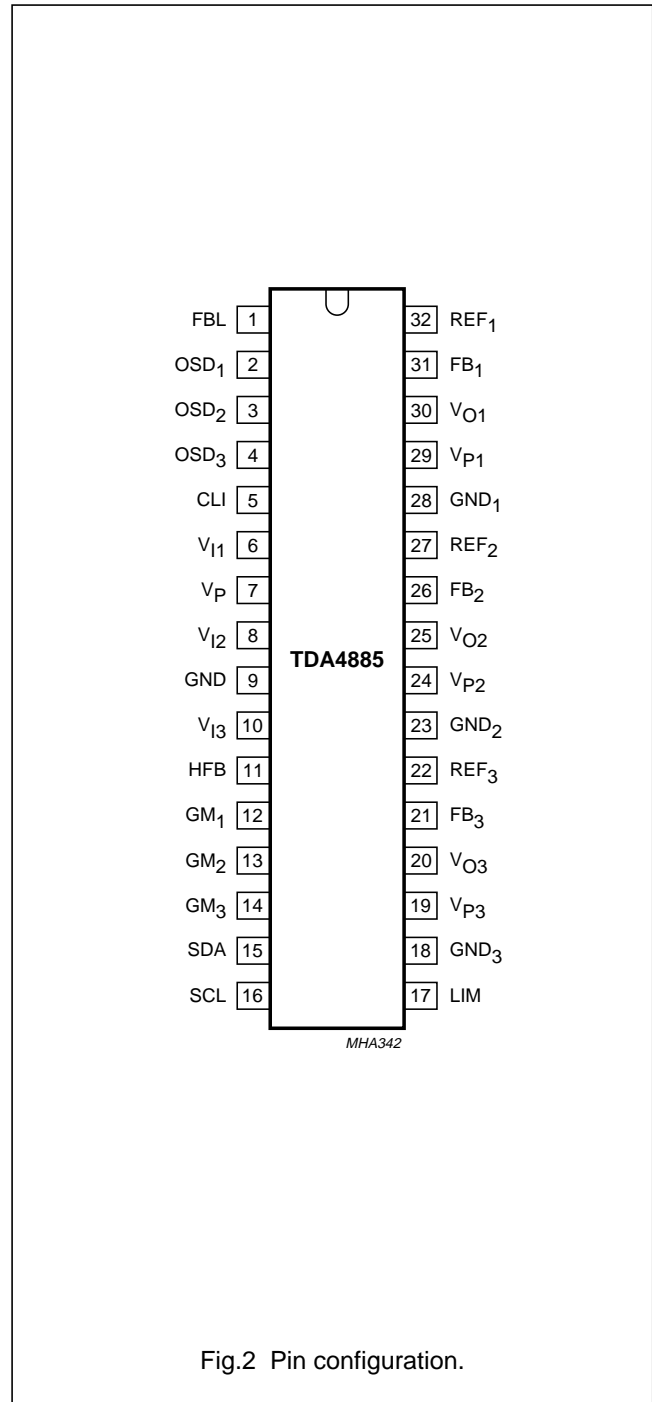 FBL 1 32 REF1
OSD1 2 31 FB1
OSD2 3 30 VO1
OSD3 4 29 VP1
CLI 5 28 GND1
VI1 6 27 REF2
VP 7 26 FB2
VI2 8 25 VO2
TDA4885
GND 9 24 VP2
VI3 10 23 GND2
HFB 11 22 REF3
GM1 12 21 FB3
GM2 13 20 VO3
GM3 14 19 VP3
SDA 15 18 GND3
SCL 16 17 LIM
MHA342
Fig.2 Pin configuration.